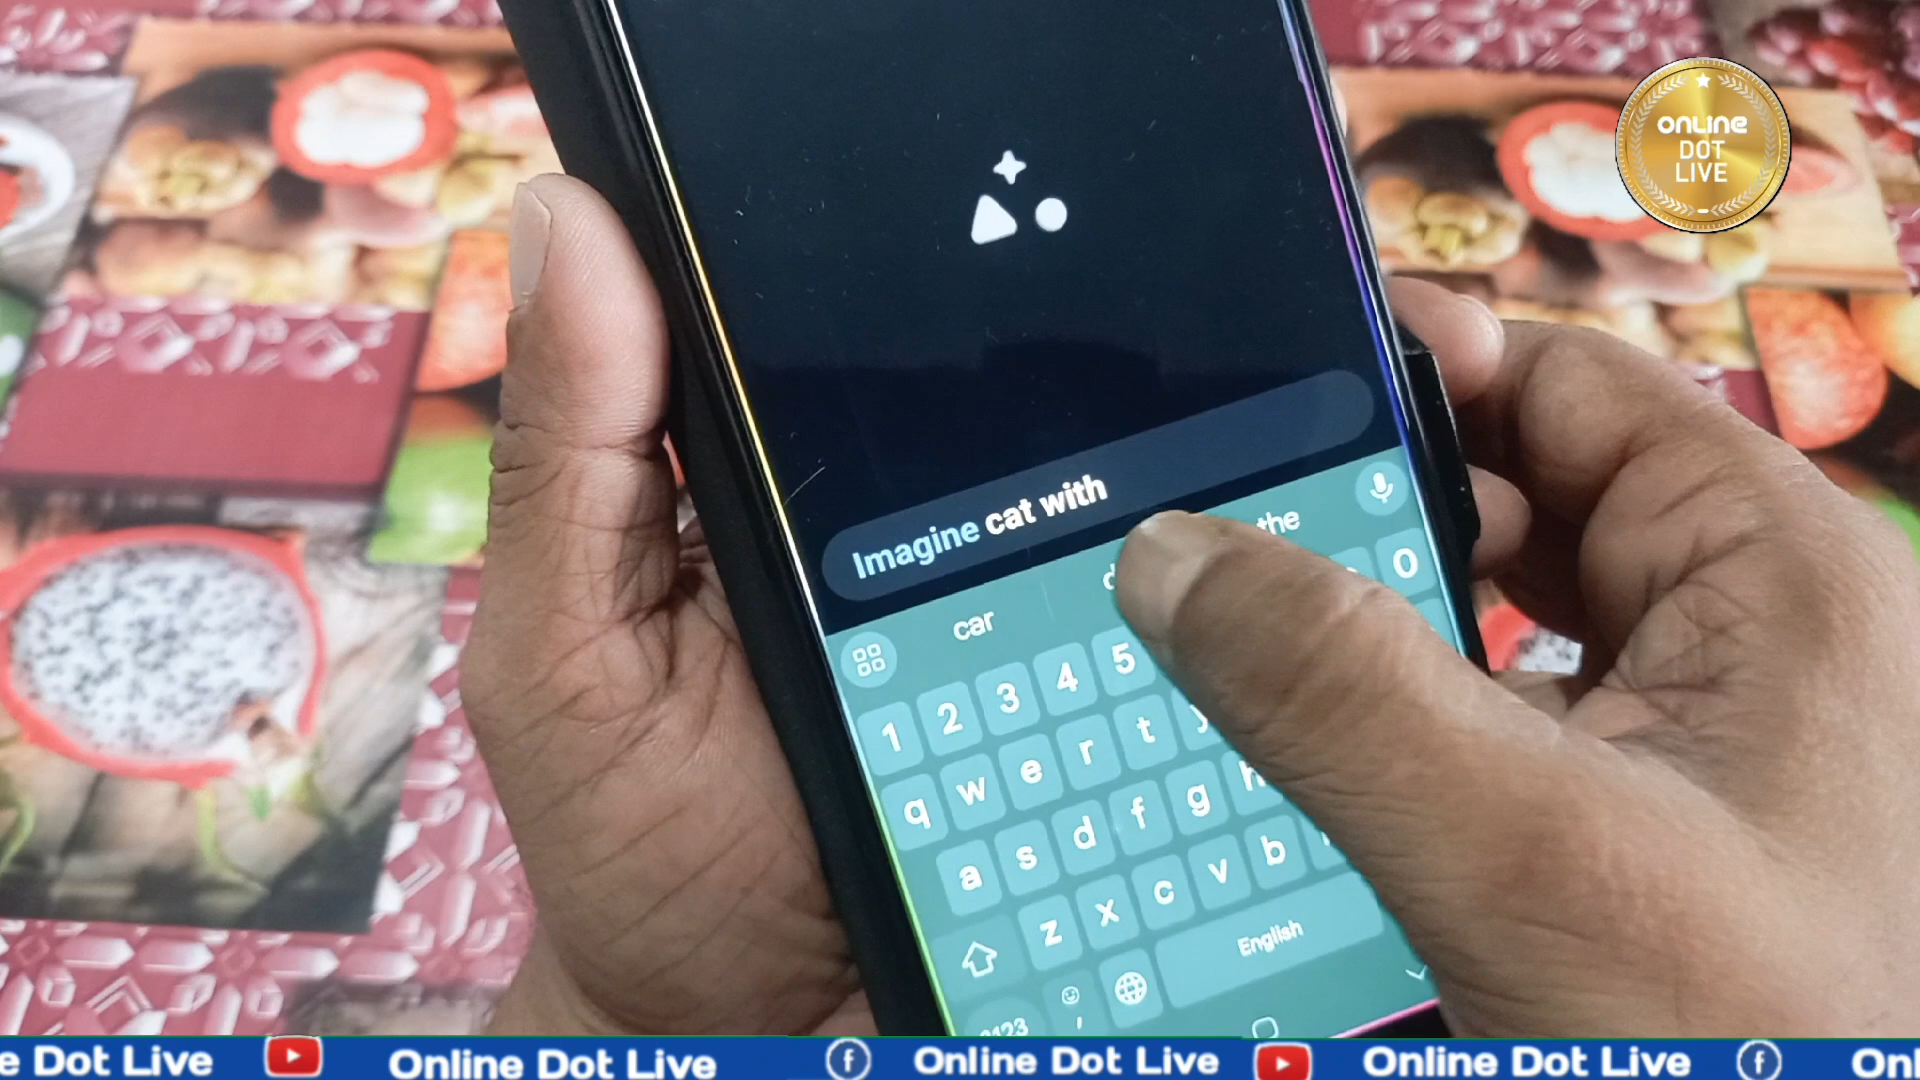 ONLINE
DOT
LIVE
Imagine cat with
car
the
1 2 3 4 5 0
q w e r t
a s d f g h
z x c v b
English
e Dot Live
Online Dot Live
f
Online Dot Live
Online Dot Live
f
Onl